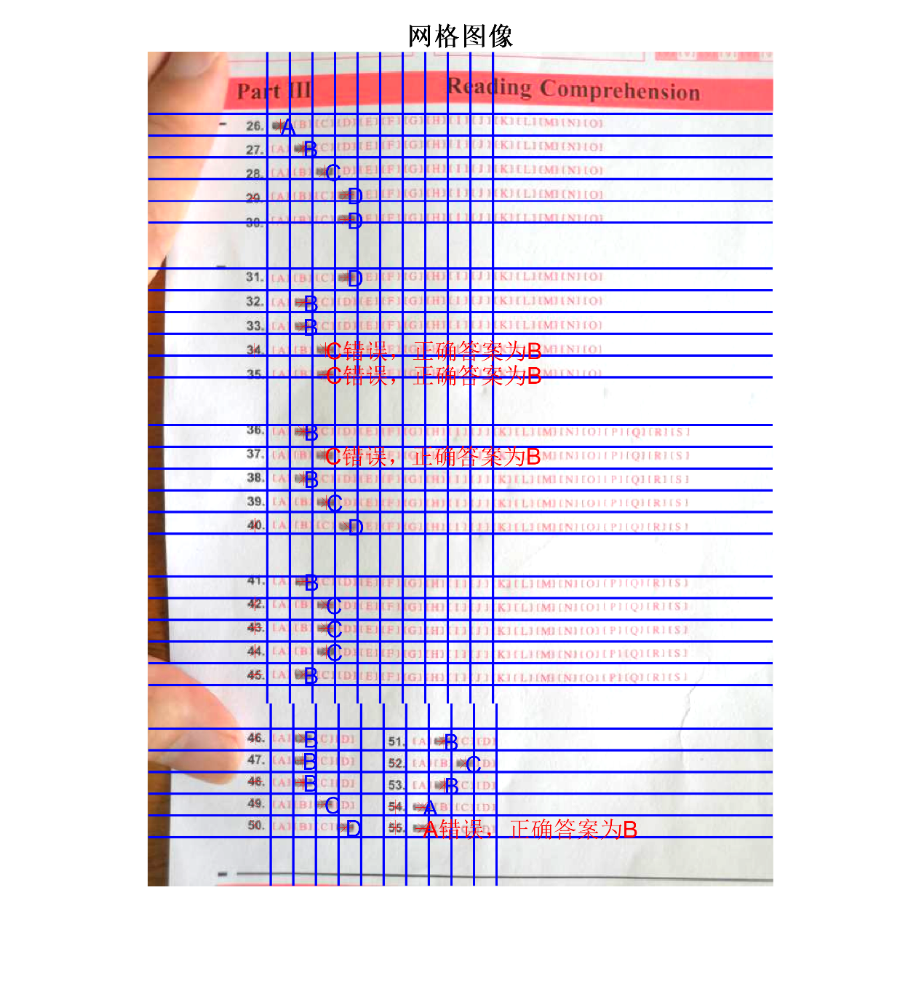 网格图像
Part III Reading Comprehension
26. A [B] [C] [D] [E] [F] [G] [H] [I] [J] [K] [L] [M] [N] [O]
27. [A] B [C] [D] [E] [F] [G] [H] [I] [J] [K] [L] [M] [N] [O]
28. [A] [B] C [D] [E] [F] [G] [H] [I] [J] [K] [L] [M] [N] [O]
29. [A] [B] [C] D [E] [F] [G] [H] [I] [J] [K] [L] [M] [N] [O]
30. [A] [B] [C] D [E] [F] [G] [H] [I] [J] [K] [L] [M] [N] [O]
31. [A] [B] [C] D [E] [F] [G] [H] [I] [J] [K] [L] [M] [N] [O]
32. [A] B [C] [D] [E] [F] [G] [H] [I] [J] [K] [L] [M] [N] [O]
33. [A] B [C] [D] [E] [F] [G] [H] [I] [J] [K] [L] [M] [N] [O]
34. [A] [B] C错误，正确答案为B [M] [N] [O]
35. [A] [B] C错误，正确答案为B [M] [N] [O]
36. [A] B [C] [D] [E] [F] [G] [H] [I] [J] [K] [L] [M] [N] [O] [P] [Q] [R] [S]
37. [A] [B] C错误，正确答案为B [M] [N] [O] [P] [Q] [R] [S]
38. [A] B [C] [D] [E] [F] [G] [H] [I] [J] [K] [L] [M] [N] [O] [P] [Q] [R] [S]
39. [A] [B] C [D] [E] [F] [G] [H] [I] [J] [K] [L] [M] [N] [O] [P] [Q] [R] [S]
40. [A] [B] [C] D [E] [F] [G] [H] [I] [J] [K] [L] [M] [N] [O] [P] [Q] [R] [S]
41. [A] B [C] [D] [E] [F] [G] [H] [I] [J] [K] [L] [M] [N] [O] [P] [Q] [R] [S]
42. [A] [B] C [D] [E] [F] [G] [H] [I] [J] [K] [L] [M] [N] [O] [P] [Q] [R] [S]
43. [A] [B] C [D] [E] [F] [G] [H] [I] [J] [K] [L] [M] [N] [O] [P] [Q] [R] [S]
44. [A] [B] C [D] [E] [F] [G] [H] [I] [J] [K] [L] [M] [N] [O] [P] [Q] [R] [S]
45. [A] B [C] [D] [E] [F] [G] [H] [I] [J] [K] [L] [M] [N] [O] [P] [Q] [R] [S]
46. [A] B [C] [D] 51. [A] B [C] [D]
47. [A] B [C] [D] 52. [A] [B] C [D]
48. [A] B [C] [D] 53. [A] B [C] [D]
49. [A] [B] C [D] 54. A [B] [C] [D]
50. [A] [B] [C] D 55. A错误，正确答案为B